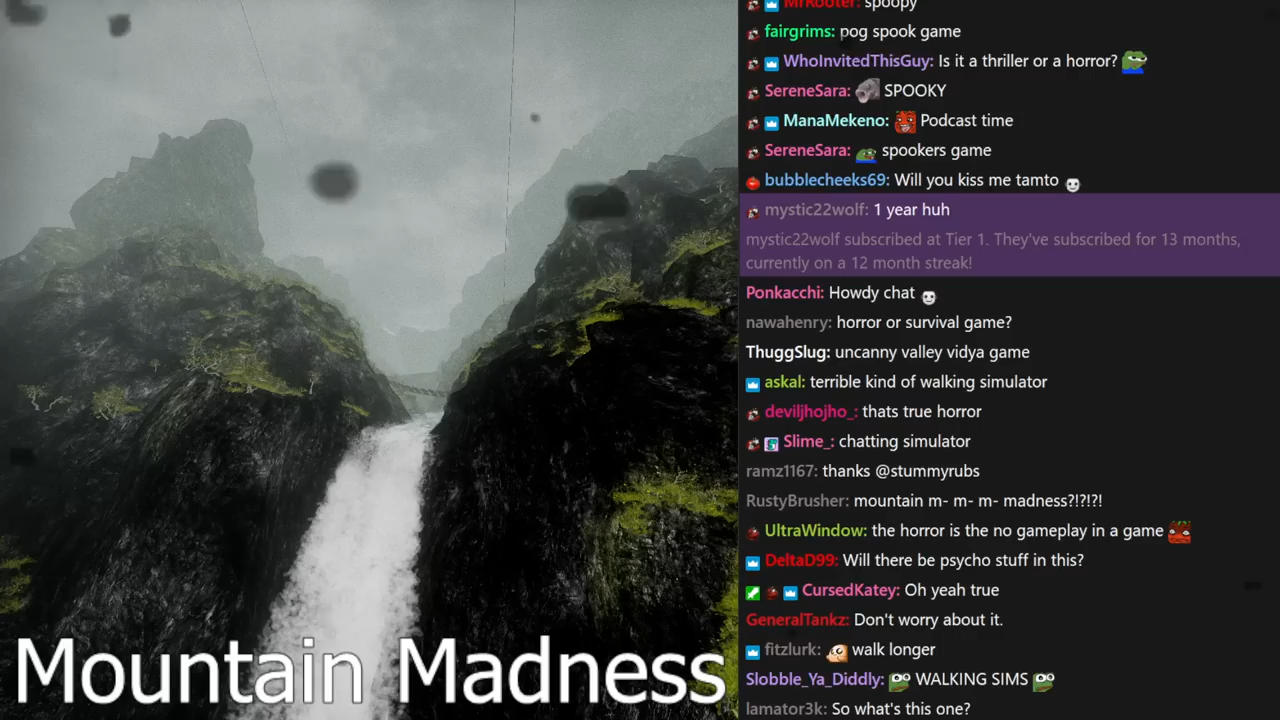 Mountain Madness
MrRooter: spoopy
fairgrims: pog spook game
WhoInvitedThisGuy: Is it a thriller or a horror?
SereneSara: SPOOKY
ManaMekeno: Podcast time
SereneSara: spookers game
bubblecheeks69: Will you kiss me tamto
mystic22wolf: 1 year huh
mystic22wolf subscribed at Tier 1. They've subscribed for 13 months,
currently on a 12 month streak!
Ponkacchi: Howdy chat
nawahenry: horror or survival game?
ThuggSlug: uncanny valley vidya game
askal: terrible kind of walking simulator
deviljhojho_: thats true horror
Slime_: chatting simulator
ramz1167: thanks @stummyrubs
RustyBrusher: mountain m- m- m- madness?!?!?!
UltraWindow: the horror is the no gameplay in a game
DeltaD99: Will there be psycho stuff in this?
CursedKatey: Oh yeah true
GeneralTankz: Don't worry about it.
fitzlurk: walk longer
Slobble_Ya_Diddly: WALKING SIMS
lamator3k: So what's this one?